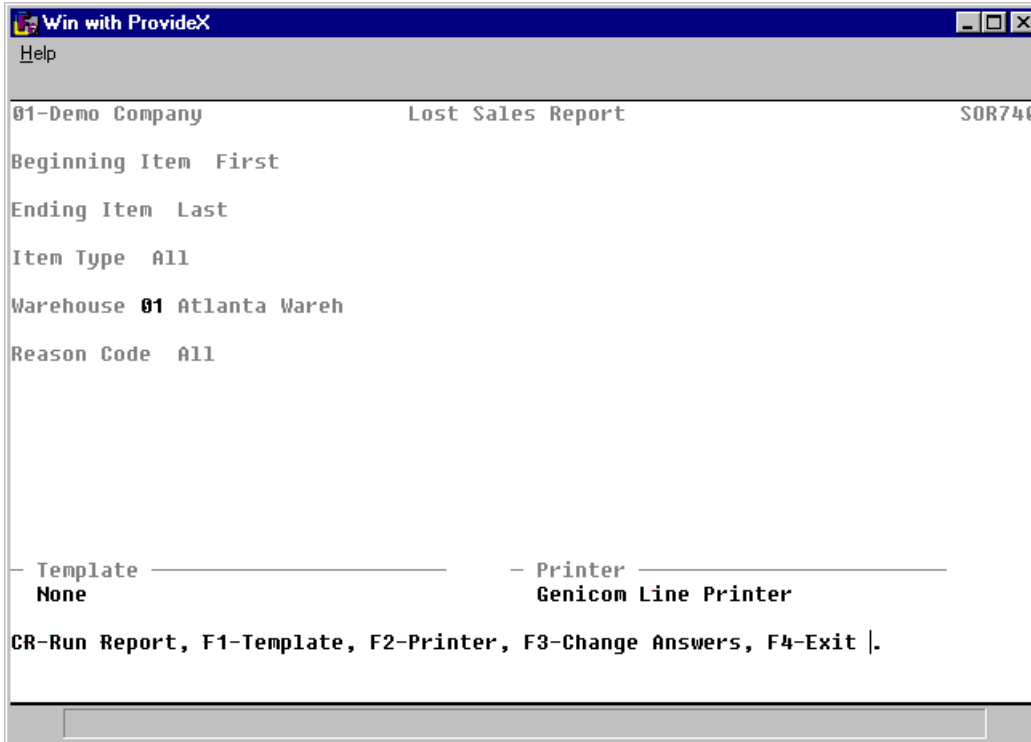 Win with ProvideX
Help
01-Demo Company Lost Sales Report SOR740
Beginning Item First
Ending Item Last
Item Type All
Warehouse 01 Atlanta Wareh
Reason Code All
Template Printer
None Genicom Line Printer
CR-Run Report, F1-Template, F2-Printer, F3-Change Answers, F4-Exit .